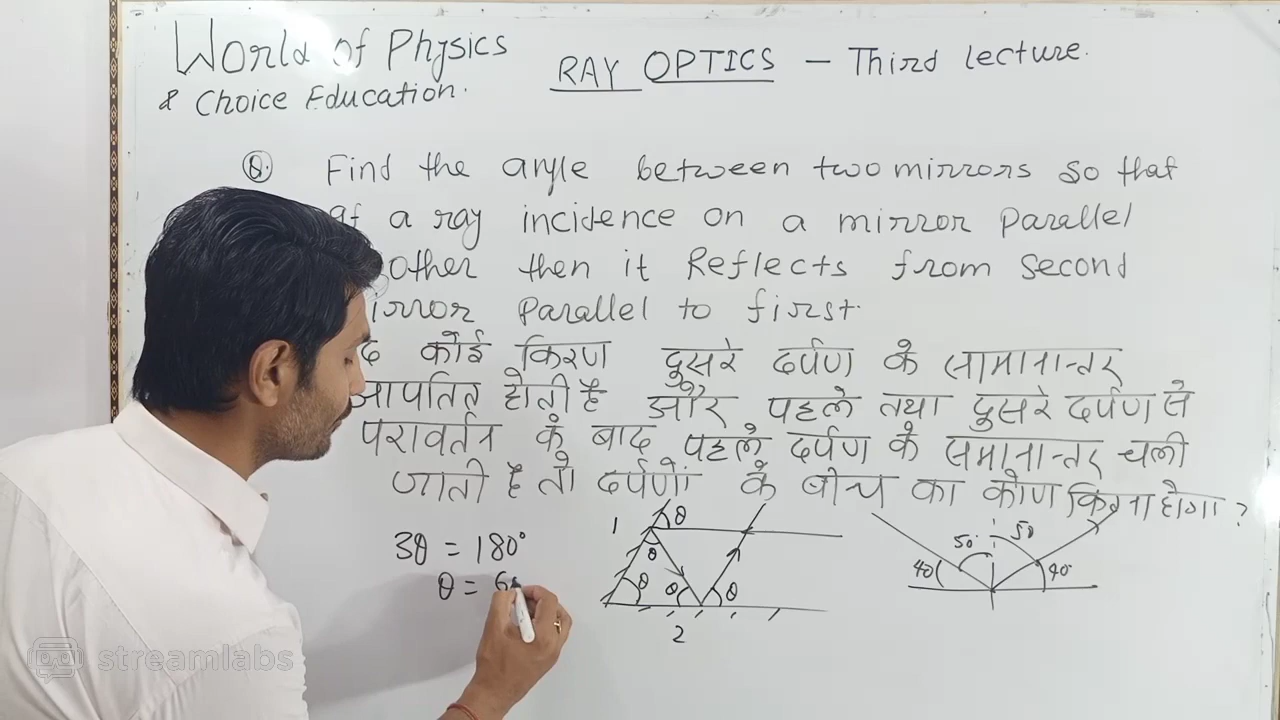 World of Physics
& Choice Education.
RAY OPTICS - Third lecture.
Q. Find the angle between two mirrors so that
a ray incidence on a mirror Parallel
other then it Reflects from second
Parallel to first.
कोई किरण दुसरे दर्पण के सामानान्तर
आपतित होती है और पहले तथा दुसरे दर्पण से
परावर्तन के बाद पहले दर्पण के समानान्तर चली
जाती है तो दर्पणों के बीच का कोण कितना होगा?
3θ = 180°
θ =
1 θ
θ
θ θ θ
2
50° 50
40 40
streamlabs